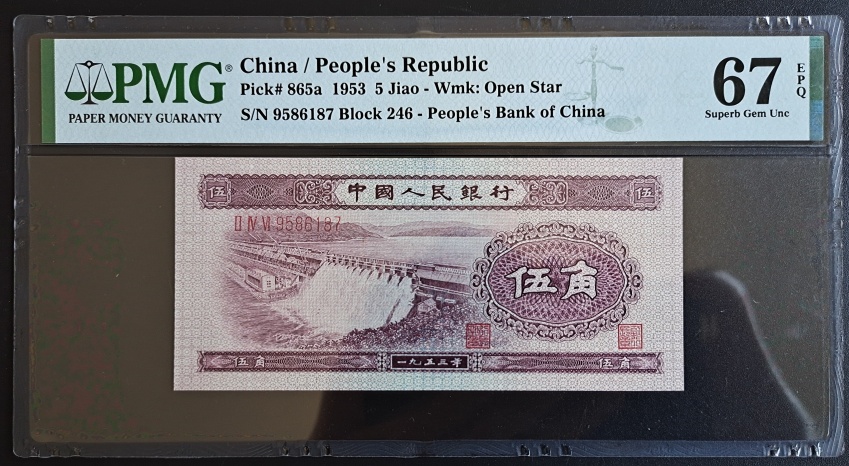 PMG®
PAPER MONEY GUARANTY
China / People's Republic
Pick# 865a 1953 5 Jiao - Wmk: Open Star
S/N 9586187 Block 246 - People's Bank of China
67
EPQ
Superb Gem Unc
伍
中國人民銀行
伍
II IV VI 9586187
伍角
伍角
一九五三年
伍角